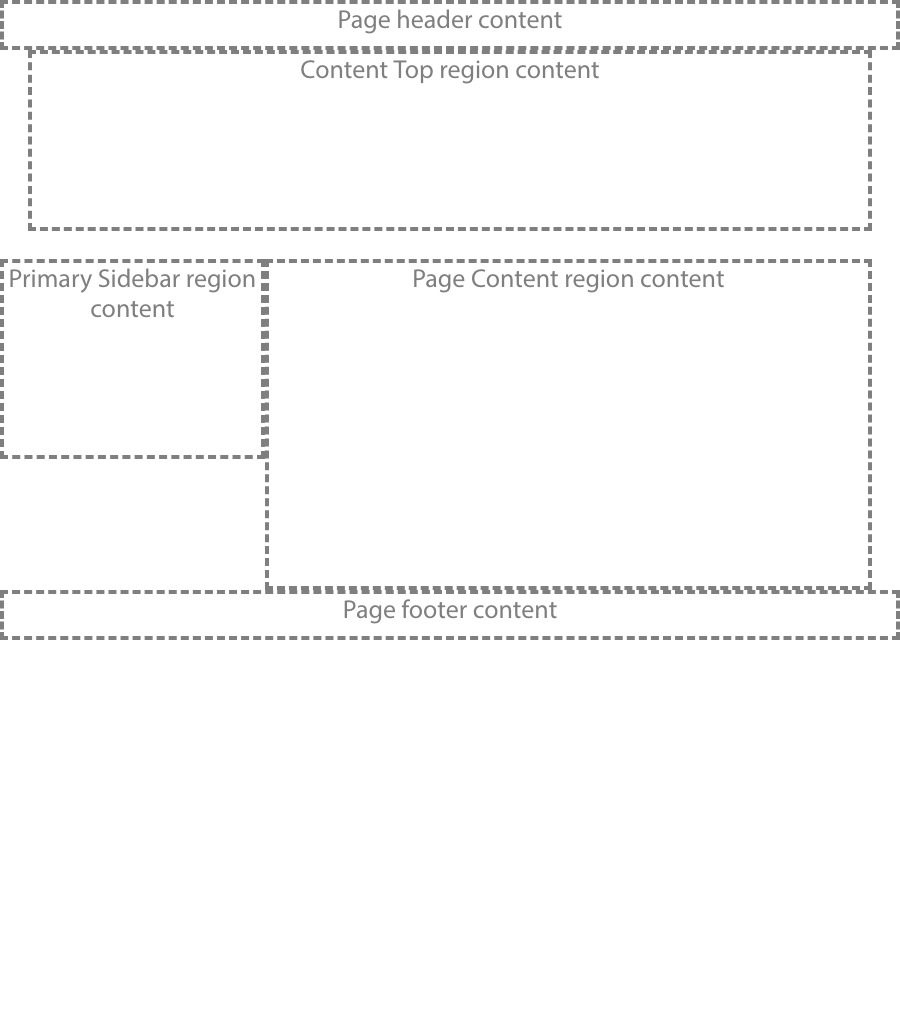 Page header content
Content Top region content
Primary Sidebar region
content
Page Content region content
Page footer content